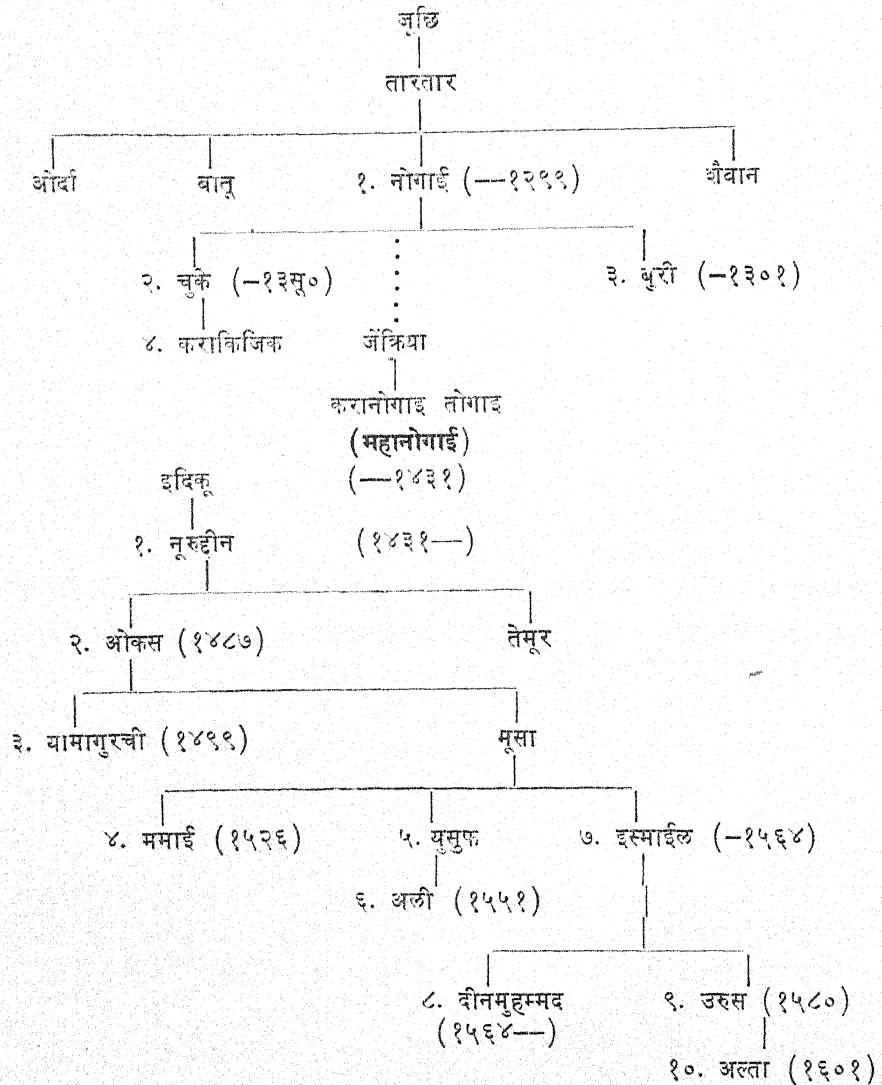 जूछि
तारतार
ओर्दा बातू १. नोगाई (—१२९९) शैबान
२. चुके (-१३सू०) ३. बुरी (-१३०१)
४. कराकिजिक जेंक्रिया
करानोगाइ तोगाइ
(महानोगाई)
इदिकू (—१४३१)
१. नूरुद्दीन (१४३१—)
२. ओकस (१४८७) तेमूर
३. यामागुरची (१४९९) मूसा
४. ममाई (१५२६) ५. युसुफ ७. इस्माईल (-१५६४)
६. अली (१५५१)
८. दीनमुहम्मद ९. उरुस (१५८०)
(१५६४—)
१०. अल्ता (१६०१)